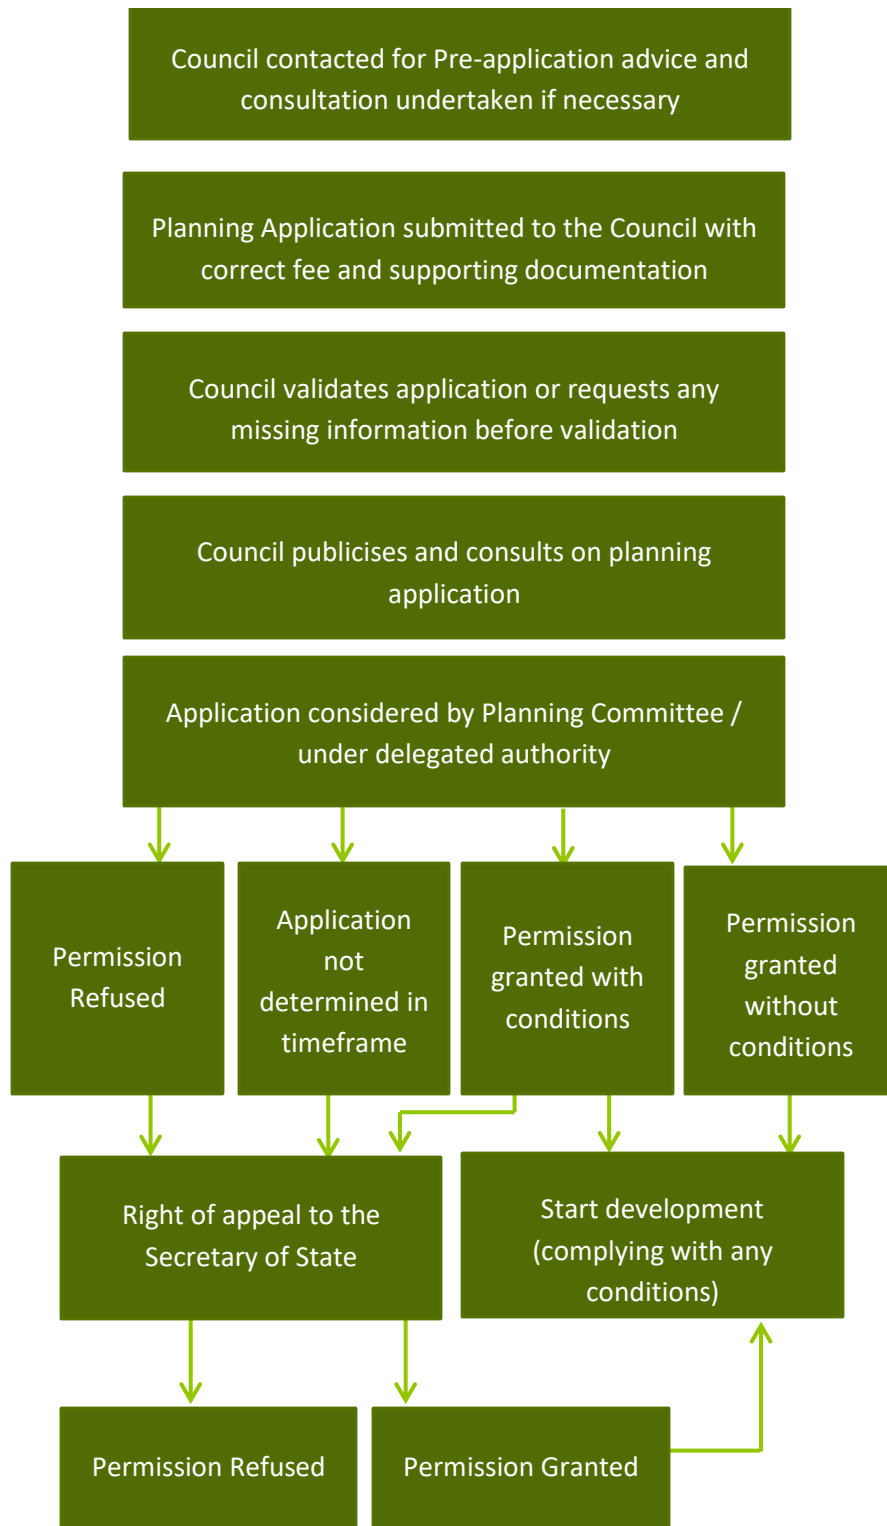 Council contacted for Pre-application advice and
consultation undertaken if necessary
Planning Application submitted to the Council with
correct fee and supporting documentation
Council validates application or requests any
missing information before validation
Council publicises and consults on planning
application
Application considered by Planning Committee /
under delegated authority
Permission
Refused
Application
not
determined in
timeframe
Permission
granted with
conditions
Permission
granted
without
conditions
Right of appeal to the
Secretary of State
Start development
(complying with any
conditions)
Permission Refused
Permission Granted